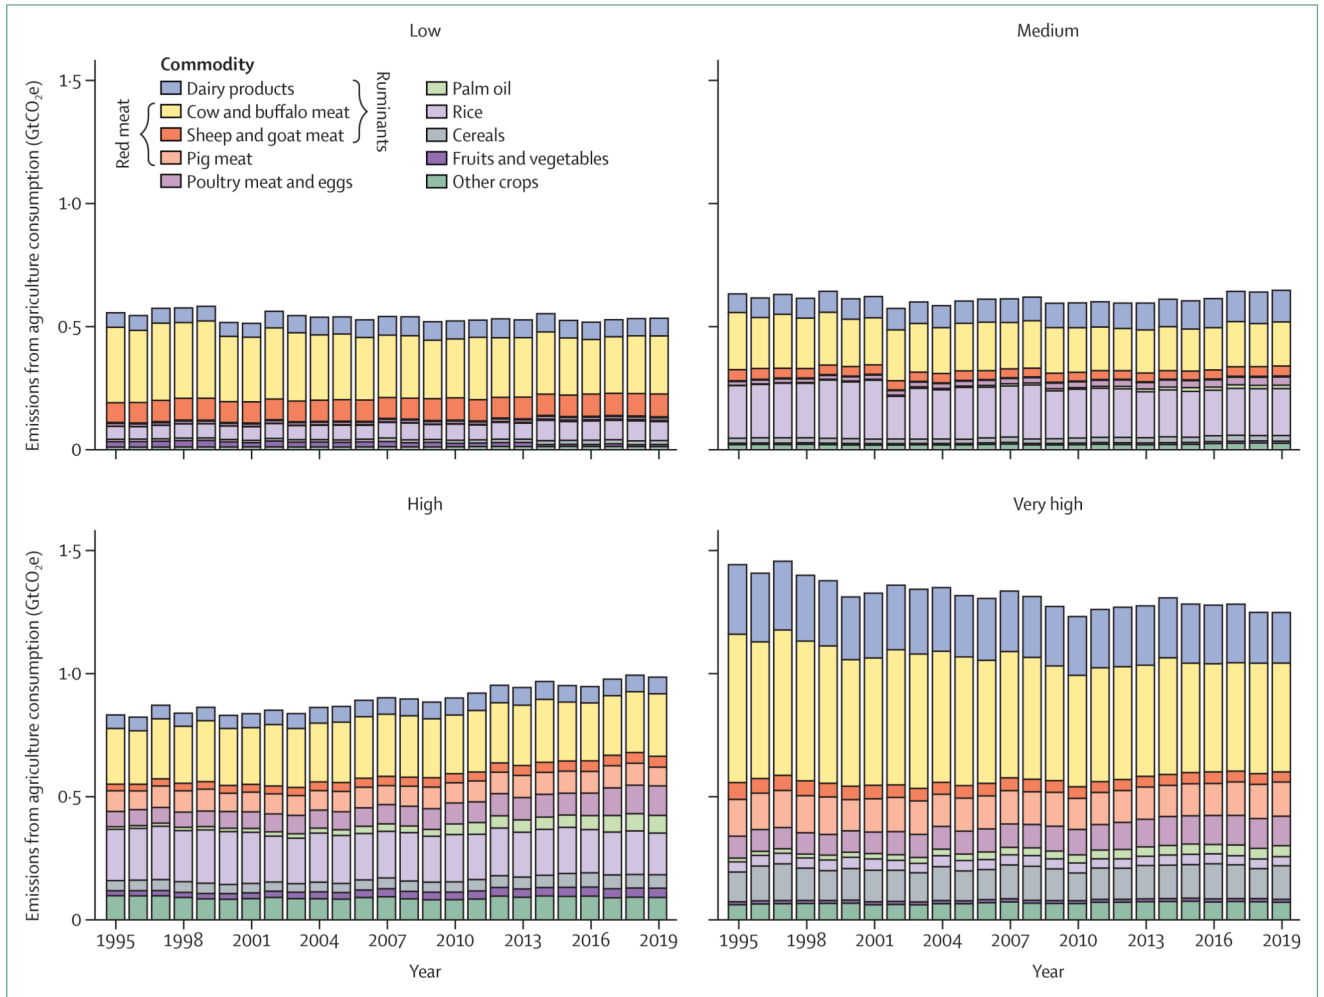 Low
Medium
Emissions from agriculture consumption (GtCO₂e)
1·5
1·0
0·5
0
Commodity
Red meat
Dairy products
Cow and buffalo meat
Sheep and goat meat
Pig meat
Poultry meat and eggs
Ruminants
Palm oil
Rice
Cereals
Fruits and vegetables
Other crops
High
Very high
Emissions from agriculture consumption (GtCO₂e)
1·5
1·0
0·5
0
1995 1998 2001 2004 2007 2010 2013 2016 2019
Year
1995 1998 2001 2004 2007 2010 2013 2016 2019
Year